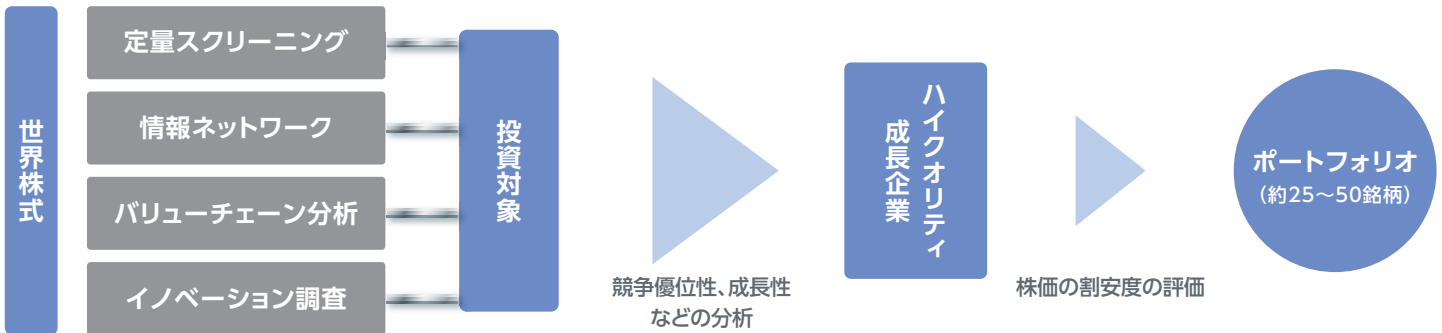 世界株式
定量スクリーニング
情報ネットワーク
バリューチェーン分析
イノベーション調査
投資対象
競争優位性、成長性
などの分析
ハイクオリティ
成長企業
株価の割安度の評価
ポートフォリオ
（約25～50銘柄）